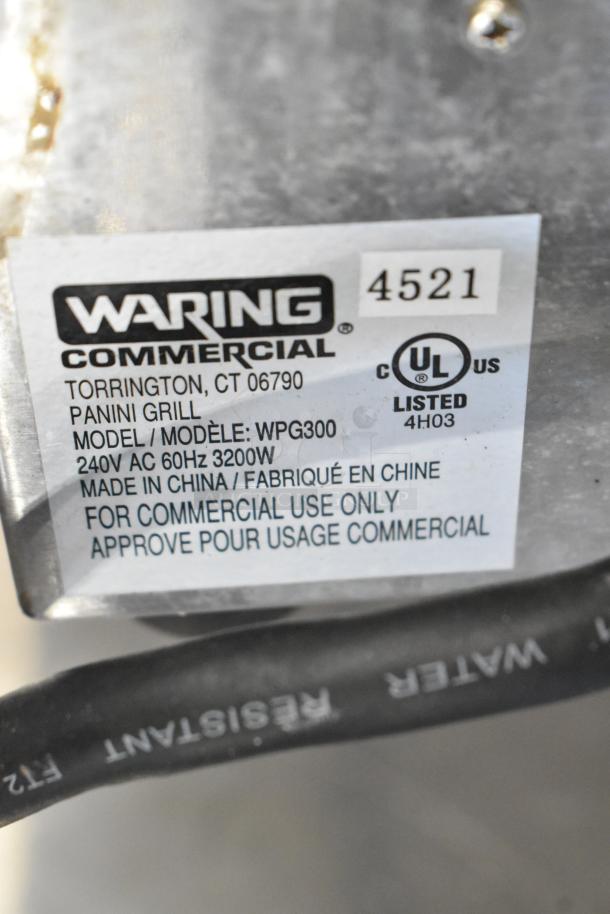 WARING®
COMMERCIAL
4521
TORRINGTON, CT 06790
PANINI GRILL
MODEL / MODÈLE: WPG300
240V AC 60Hz 3200W
MADE IN CHINA / FABRIQUÉ EN CHINE
FOR COMMERCIAL USE ONLY
APPROVE POUR USAGE COMMERCIAL
C UL® US
LISTED
4H03
WATER RESISTANT FT2